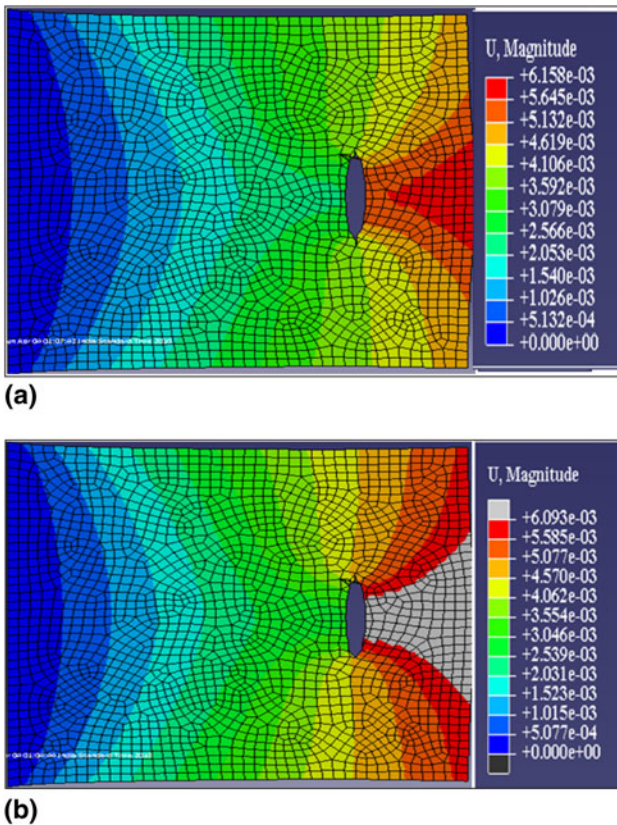 U, Magnitude
+6.158e-03
+5.645e-03
+5.132e-03
+4.619e-03
+4.106e-03
+3.592e-03
+3.079e-03
+2.566e-03
+2.053e-03
+1.540e-03
+1.026e-03
+5.132e-04
+0.000e+00
(a)
U, Magnitude
+6.093e-03
+5.585e-03
+5.077e-03
+4.570e-03
+4.062e-03
+3.554e-03
+3.046e-03
+2.539e-03
+2.031e-03
+1.523e-03
+1.015e-03
+5.077e-04
+0.000e+00
(b)